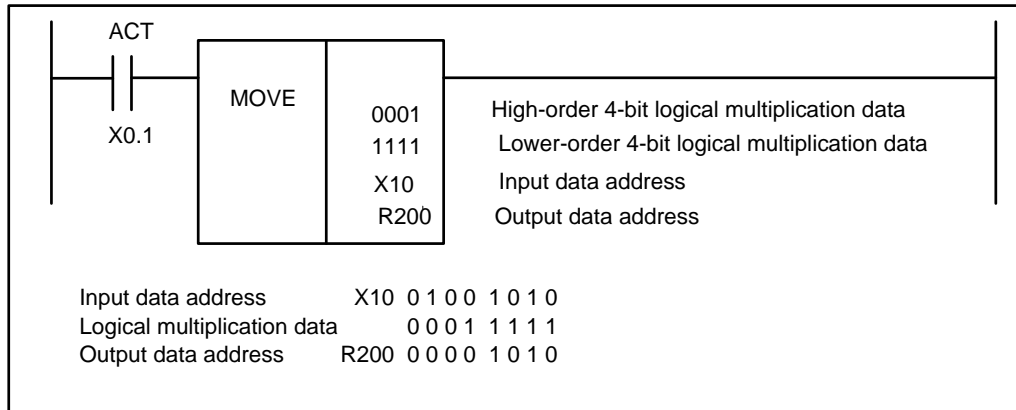 ACT
X0.1
MOVE
0001 High-order 4-bit logical multiplication data
1111 Lower-order 4-bit logical multiplication data
X10 Input data address
R200 Output data address
Input data address X10 0 1 0 0 1 0 1 0
Logical multiplication data 0 0 0 1 1 1 1 1
Output data address R200 0 0 0 0 1 0 1 0